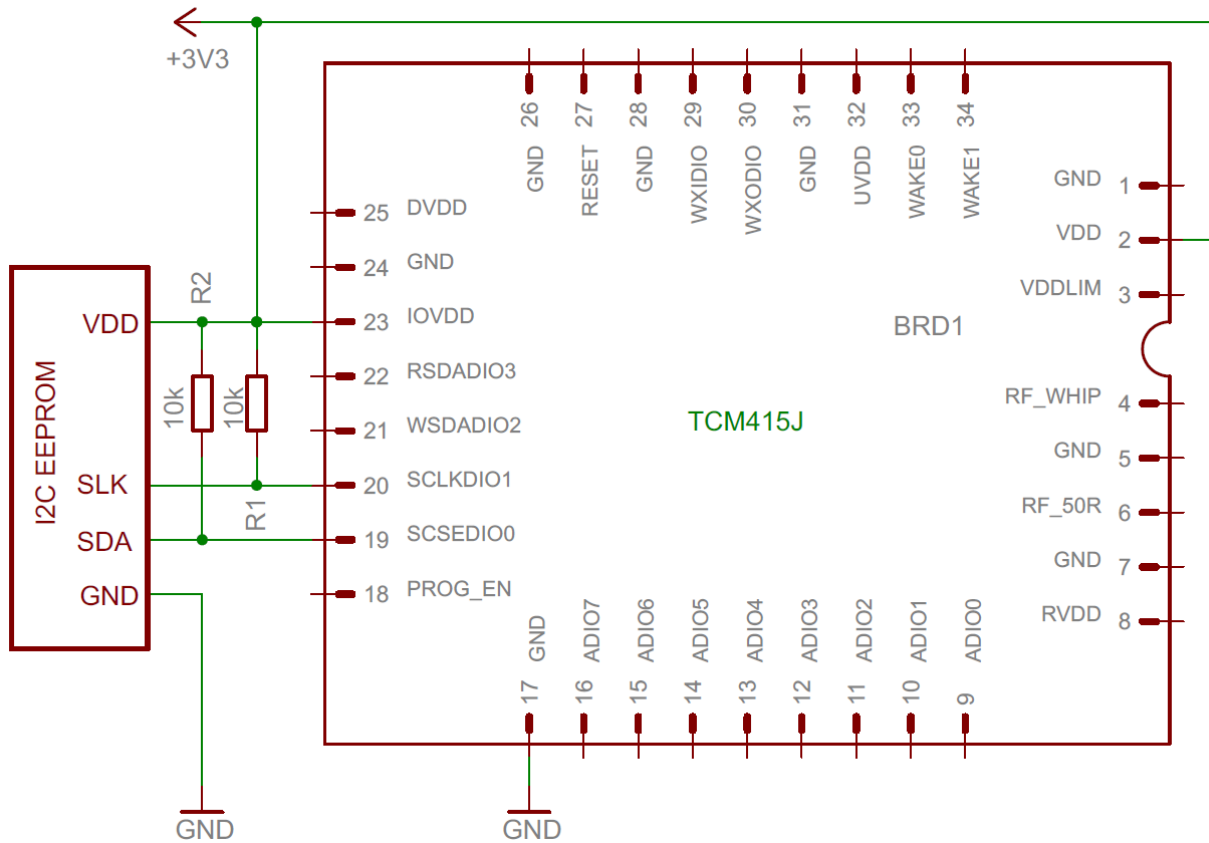 +3V3
26 GND
27 RESET
28 GND
29 WXIDIO
30 WXODIO
31 GND
32 UVDD
33 WAKE0
34 WAKE1
25 DVDD
24 GND
23 IOVDD
22 RSDADIO3
21 WSDADIO2
20 SCLKDIO1
19 SCSEDIO0
18 PROG_EN
GND 1
VDD 2
VDDLIM 3
RF_WHIP 4
GND 5
RF_50R 6
GND 7
RVDD 8
BRD1
TCM415J
I2C EEPROM
VDD
SLK
SDA
GND
R2
10k
10k
R1
GND 17
ADIO7 16
ADIO6 15
ADIO5 14
ADIO4 13
ADIO3 12
ADIO2 11
ADIO1 10
ADIO0 9
GND
GND